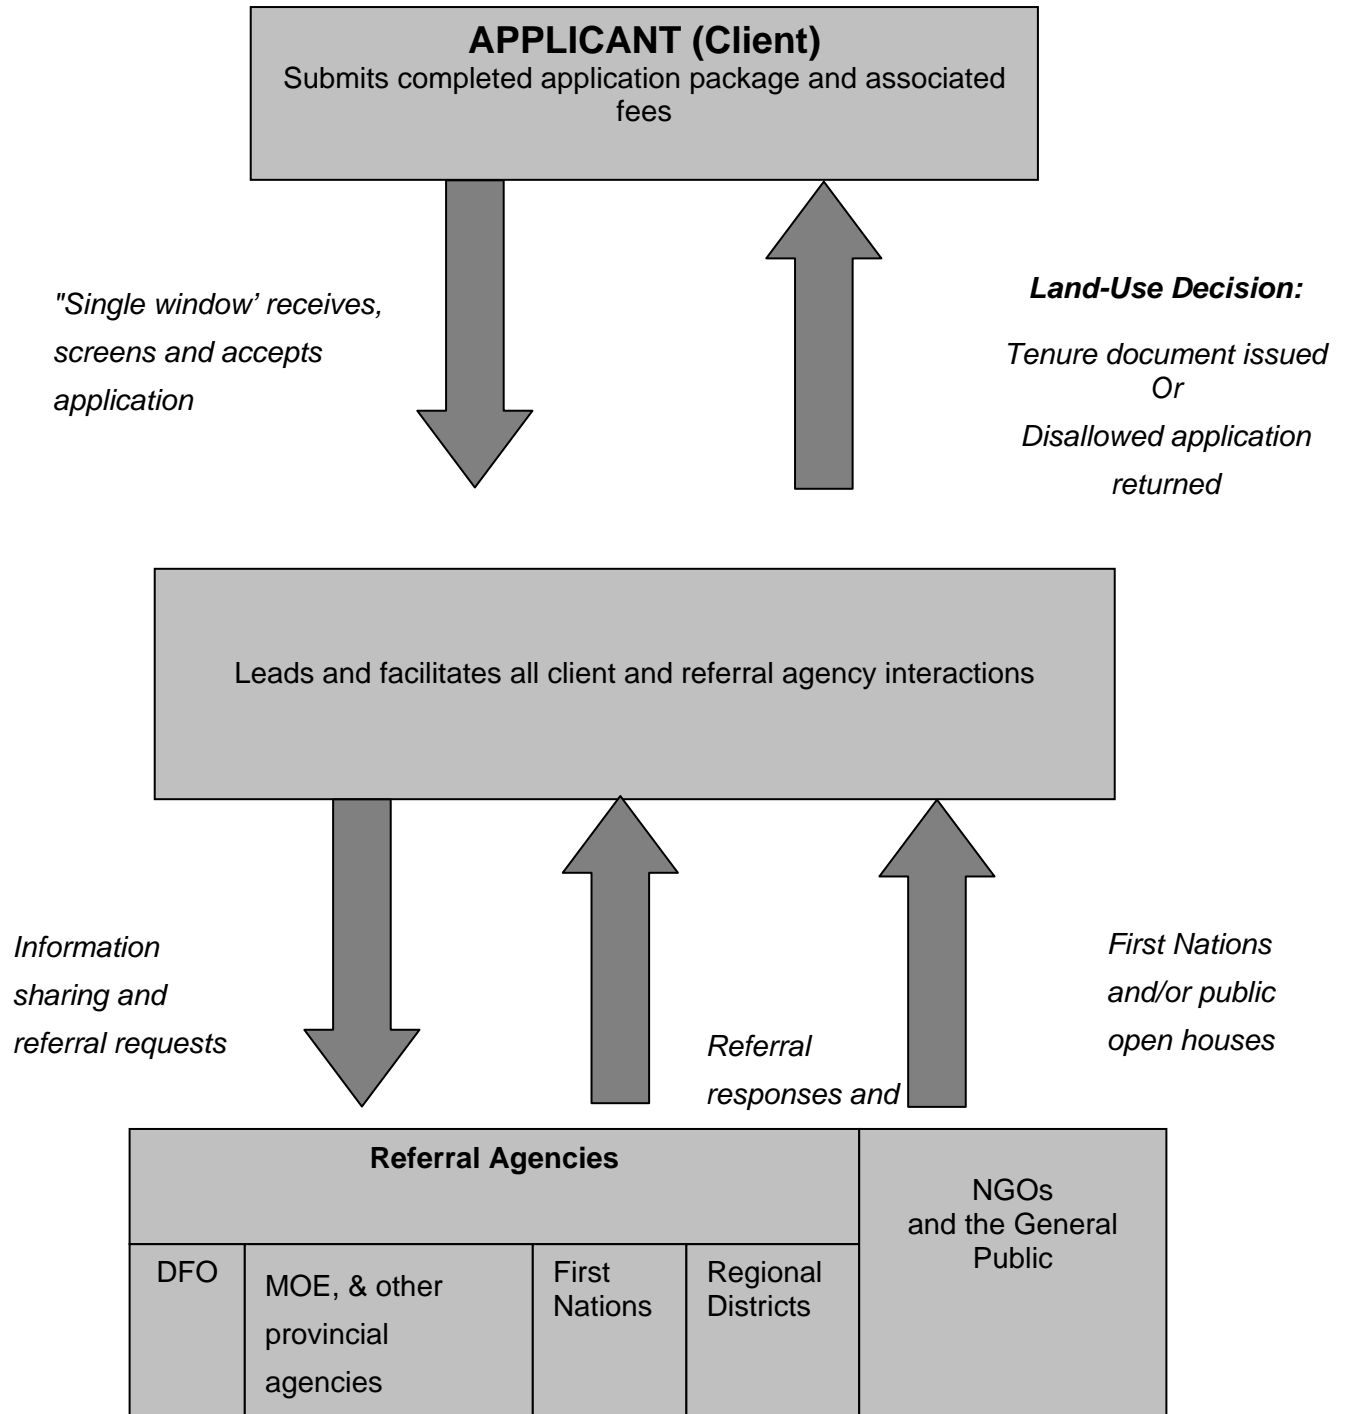 APPLICANT (Client)
Submits completed application package and associated
fees
"Single window’ receives,
screens and accepts
application
Land-Use Decision:
Tenure document issued
Or
Disallowed application
returned
Leads and facilitates all client and referral agency interactions
Information
sharing and
referral requests
Referral
responses and
First Nations
and/or public
open houses
Referral Agencies
NGOs
and the General
Public
DFO
MOE, & other
provincial
agencies
First
Nations
Regional
Districts